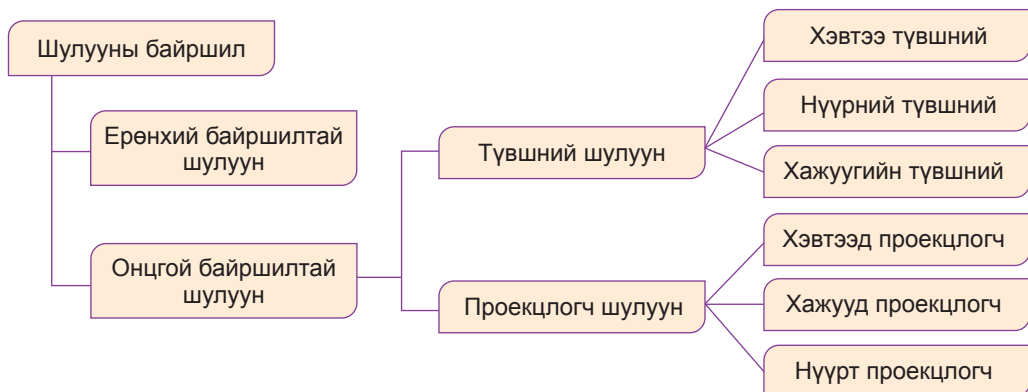 Шулууны байршил
Ерөнхий байршилтай
шулуун
Онцгой байршилтай
шулуун
Түвшний шулуун
Проекцлогч шулуун
Хэвтээ түвшний
Нүүрний түвшний
Хажуугийн түвшний
Хэвтээд проекцлогч
Хажууд проекцлогч
Нүүрт проекцлогч